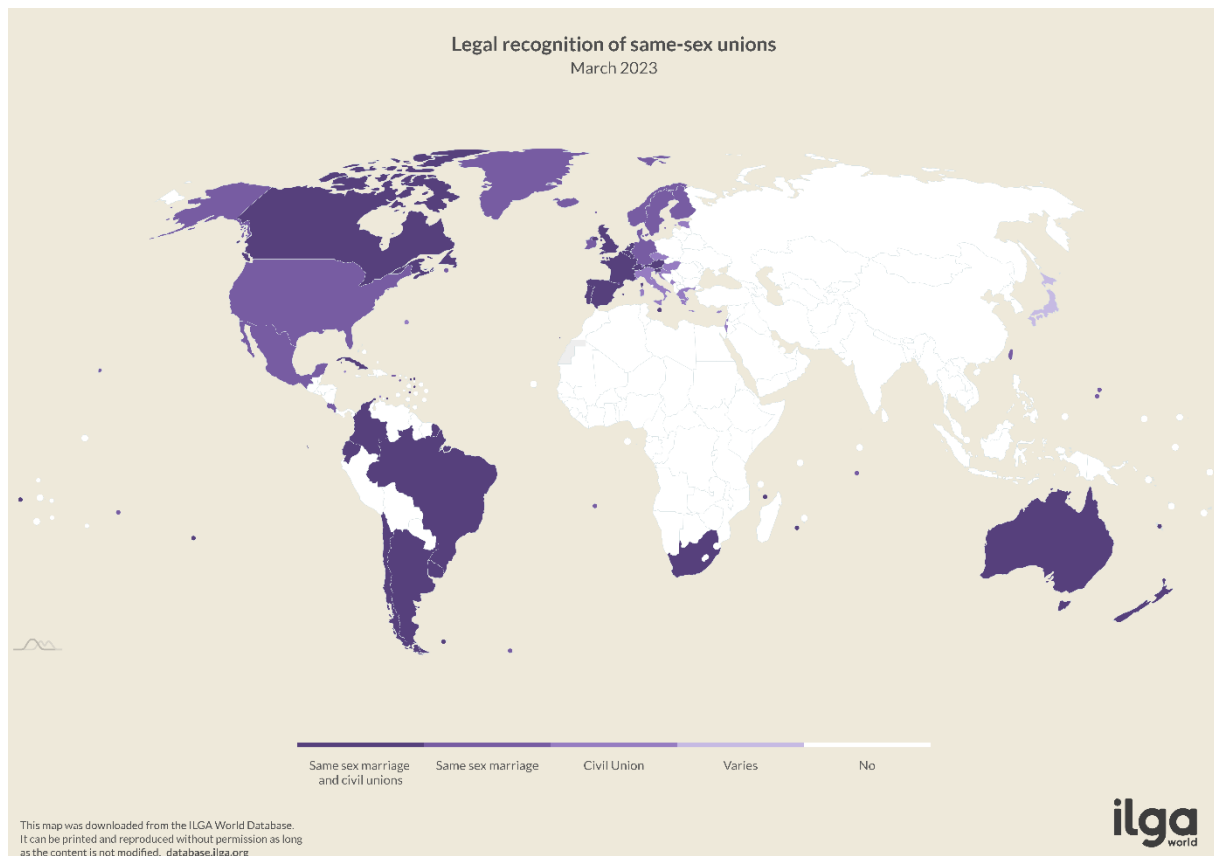 Legal recognition of same-sex unions
March 2023
Same sex marriage
and civil unions
Same sex marriage
Civil Union
Varies
No
This map was downloaded from the ILGA World Database.
It can be printed and reproduced without permission as long
as the content is not modified. database.ilga.org
ilga
world